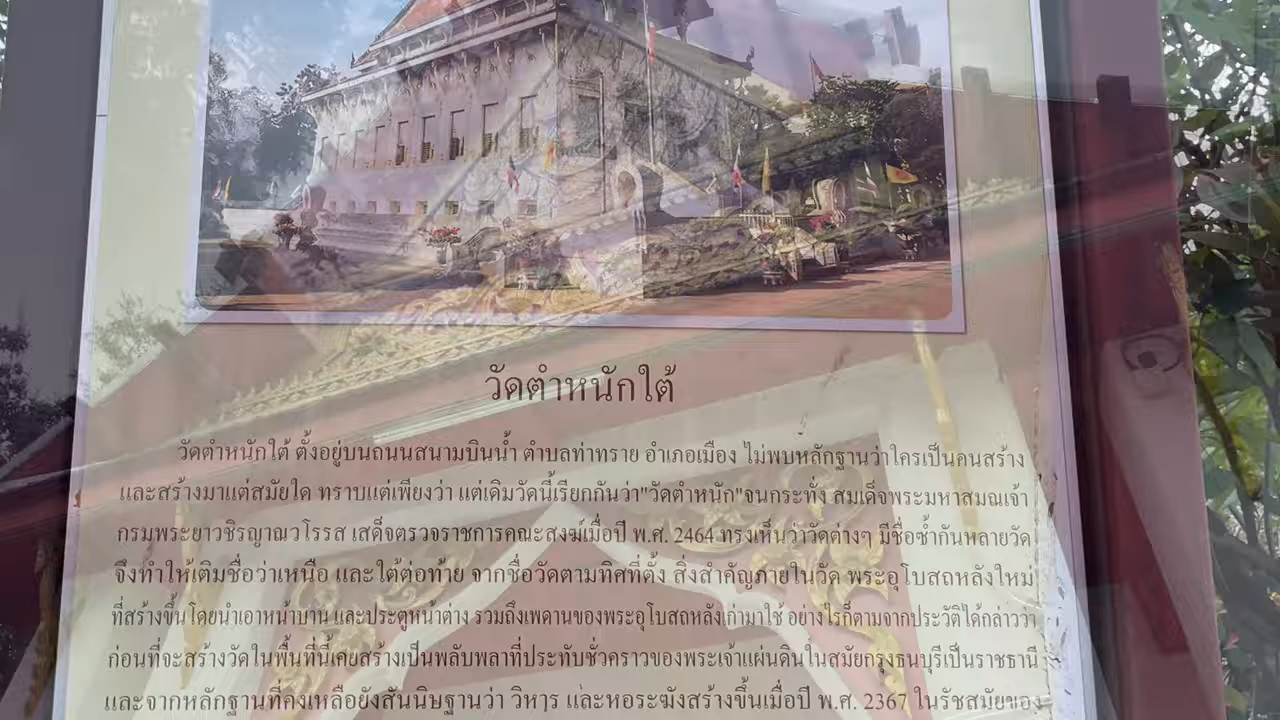 วัดตำหนักใต้
วัดตำหนักใต้ ตั้งอยู่บนถนนสนามบินน้ำ ตำบลท่าทราย อำเภอเมือง ไม่พบหลักฐานว่าใครเป็นคนสร้าง
และสร้างมาแต่สมัยใด ทราบแต่เพียงว่า แต่เดิมวัดนี้เรียกกันว่า"วัดตำหนัก"จนกระทั่ง สมเด็จพระมหาสมณเจ้า
กรมพระยาวชิรญาณวโรรส เสด็จตรวจราชการคณะสงฆ์เมื่อปี พ.ศ. 2464 ทรงเห็นว่าวัดต่างๆ มีชื่อซ้ำกันหลายวัด
จึงทำให้เติมชื่อว่าเหนือ และใต้ต่อท้าย จากชื่อวัดตามทิศที่ตั้ง สิ่งสำคัญภายในวัด พระอุโบสถหลังใหม่
ที่สร้างขึ้นโดยนำเอาหน้าบาน และประตูหน้าต่าง รวมถึงเพดานของพระอุโบสถหลังเก่ามาใช้ อย่างไรก็ตามจากประวัติได้กล่าวว่า
ก่อนที่จะสร้างวัดในพื้นที่นี้เคยสร้างเป็นพลับพลาที่ประทับชั่วคราวของพระเจ้าแผ่นดินในสมัยกรุงธนบุรีเป็นราชธานี
และจากหลักฐานที่คงเหลือยังสันนิษฐานว่า วิหาร และหอระฆังสร้างขึ้นเมื่อปี พ.ศ. 2367 ในรัชสมัยของ